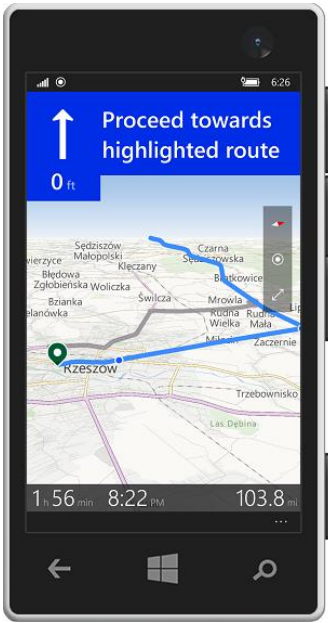 6:26
Proceed towards
highlighted route
0 ft
Sędziszów
Małopolski
Czarna
Sędziszowska
Klęczany
Błędowa
Zgłobieńska
Woliczka
Bratkowice
Bzianka
Świlcza
Mrowla
Rudna
Wielka
Rudna
Mała
Zaczernie
Rzeszów
Trzebownisko
Las Dębina
1 h 56 min 8:22 PM 103.8 mi
...